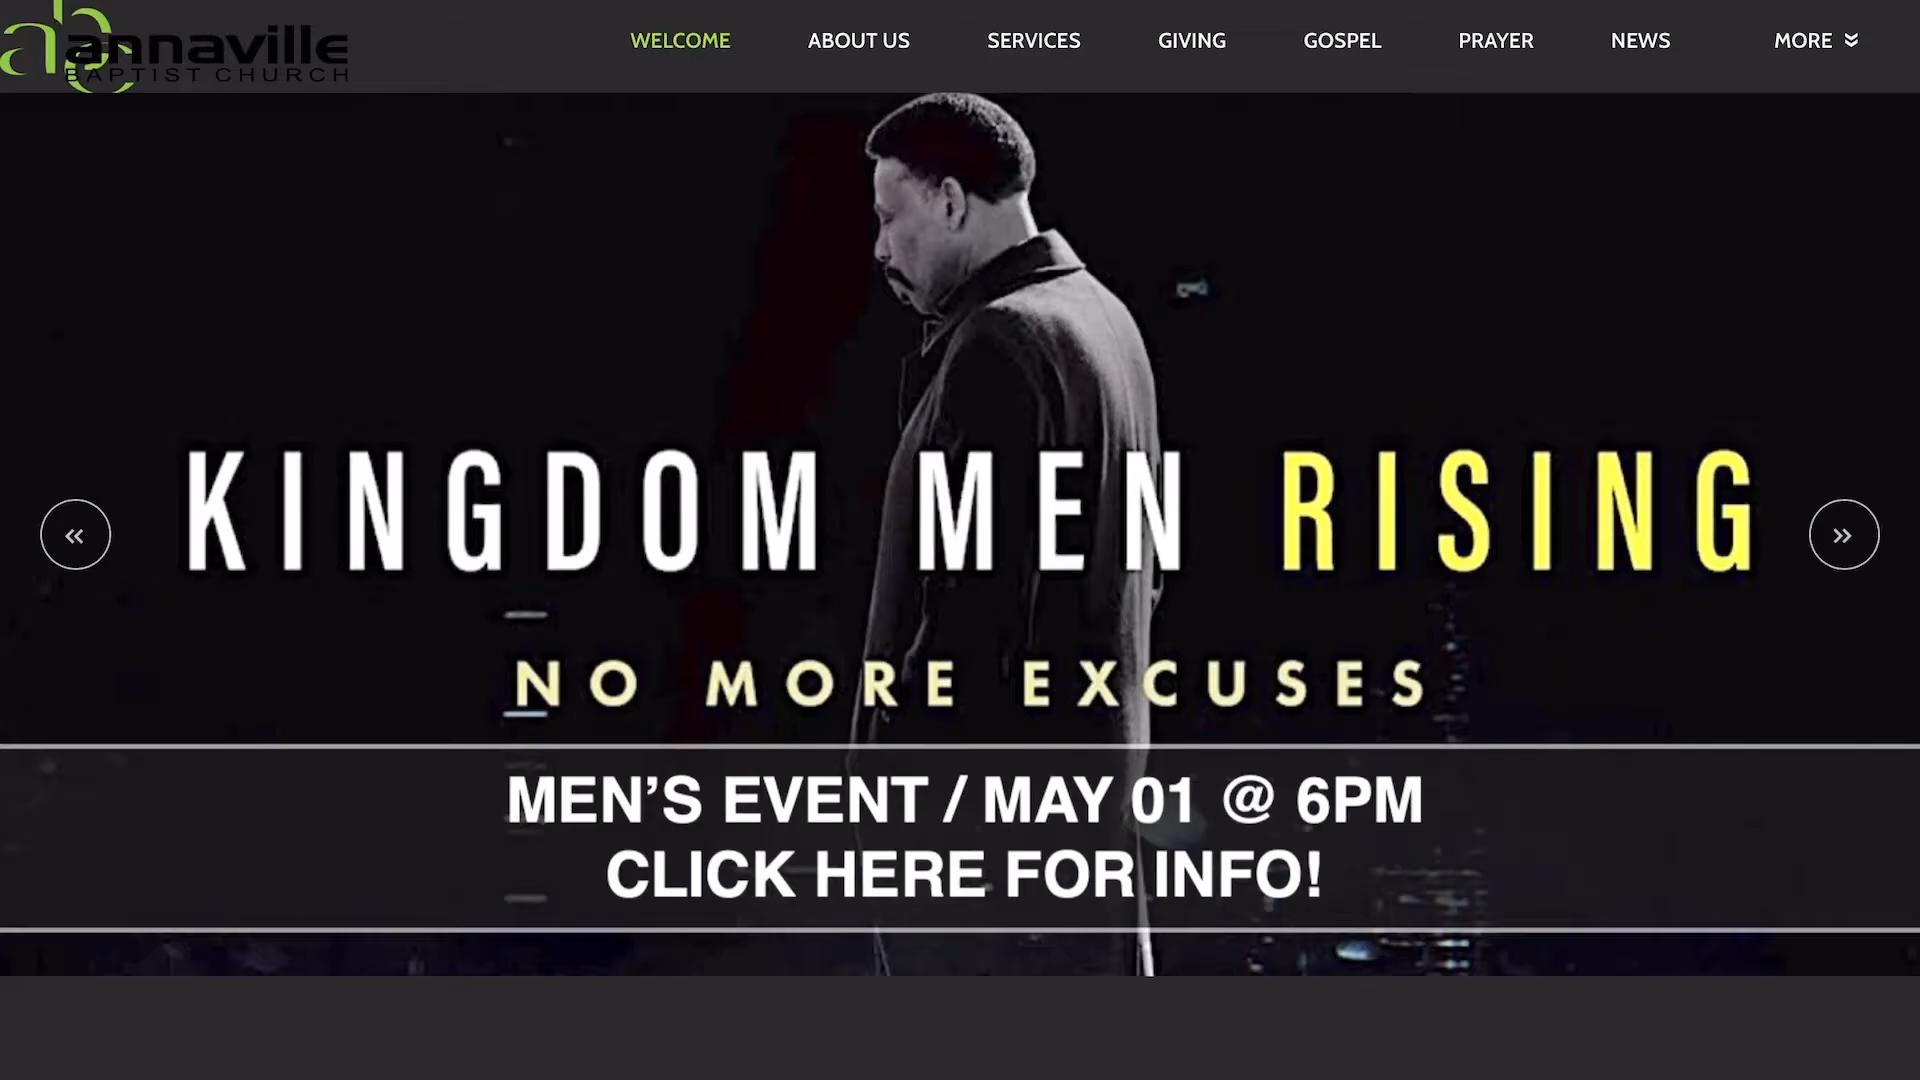 abc annaville
BAPTIST CHURCH
WELCOME ABOUT US SERVICES GIVING GOSPEL PRAYER NEWS MORE
KINGDOM MEN RISING
NO MORE EXCUSES
MEN’S EVENT / MAY 01 @ 6PM
CLICK HERE FOR INFO!